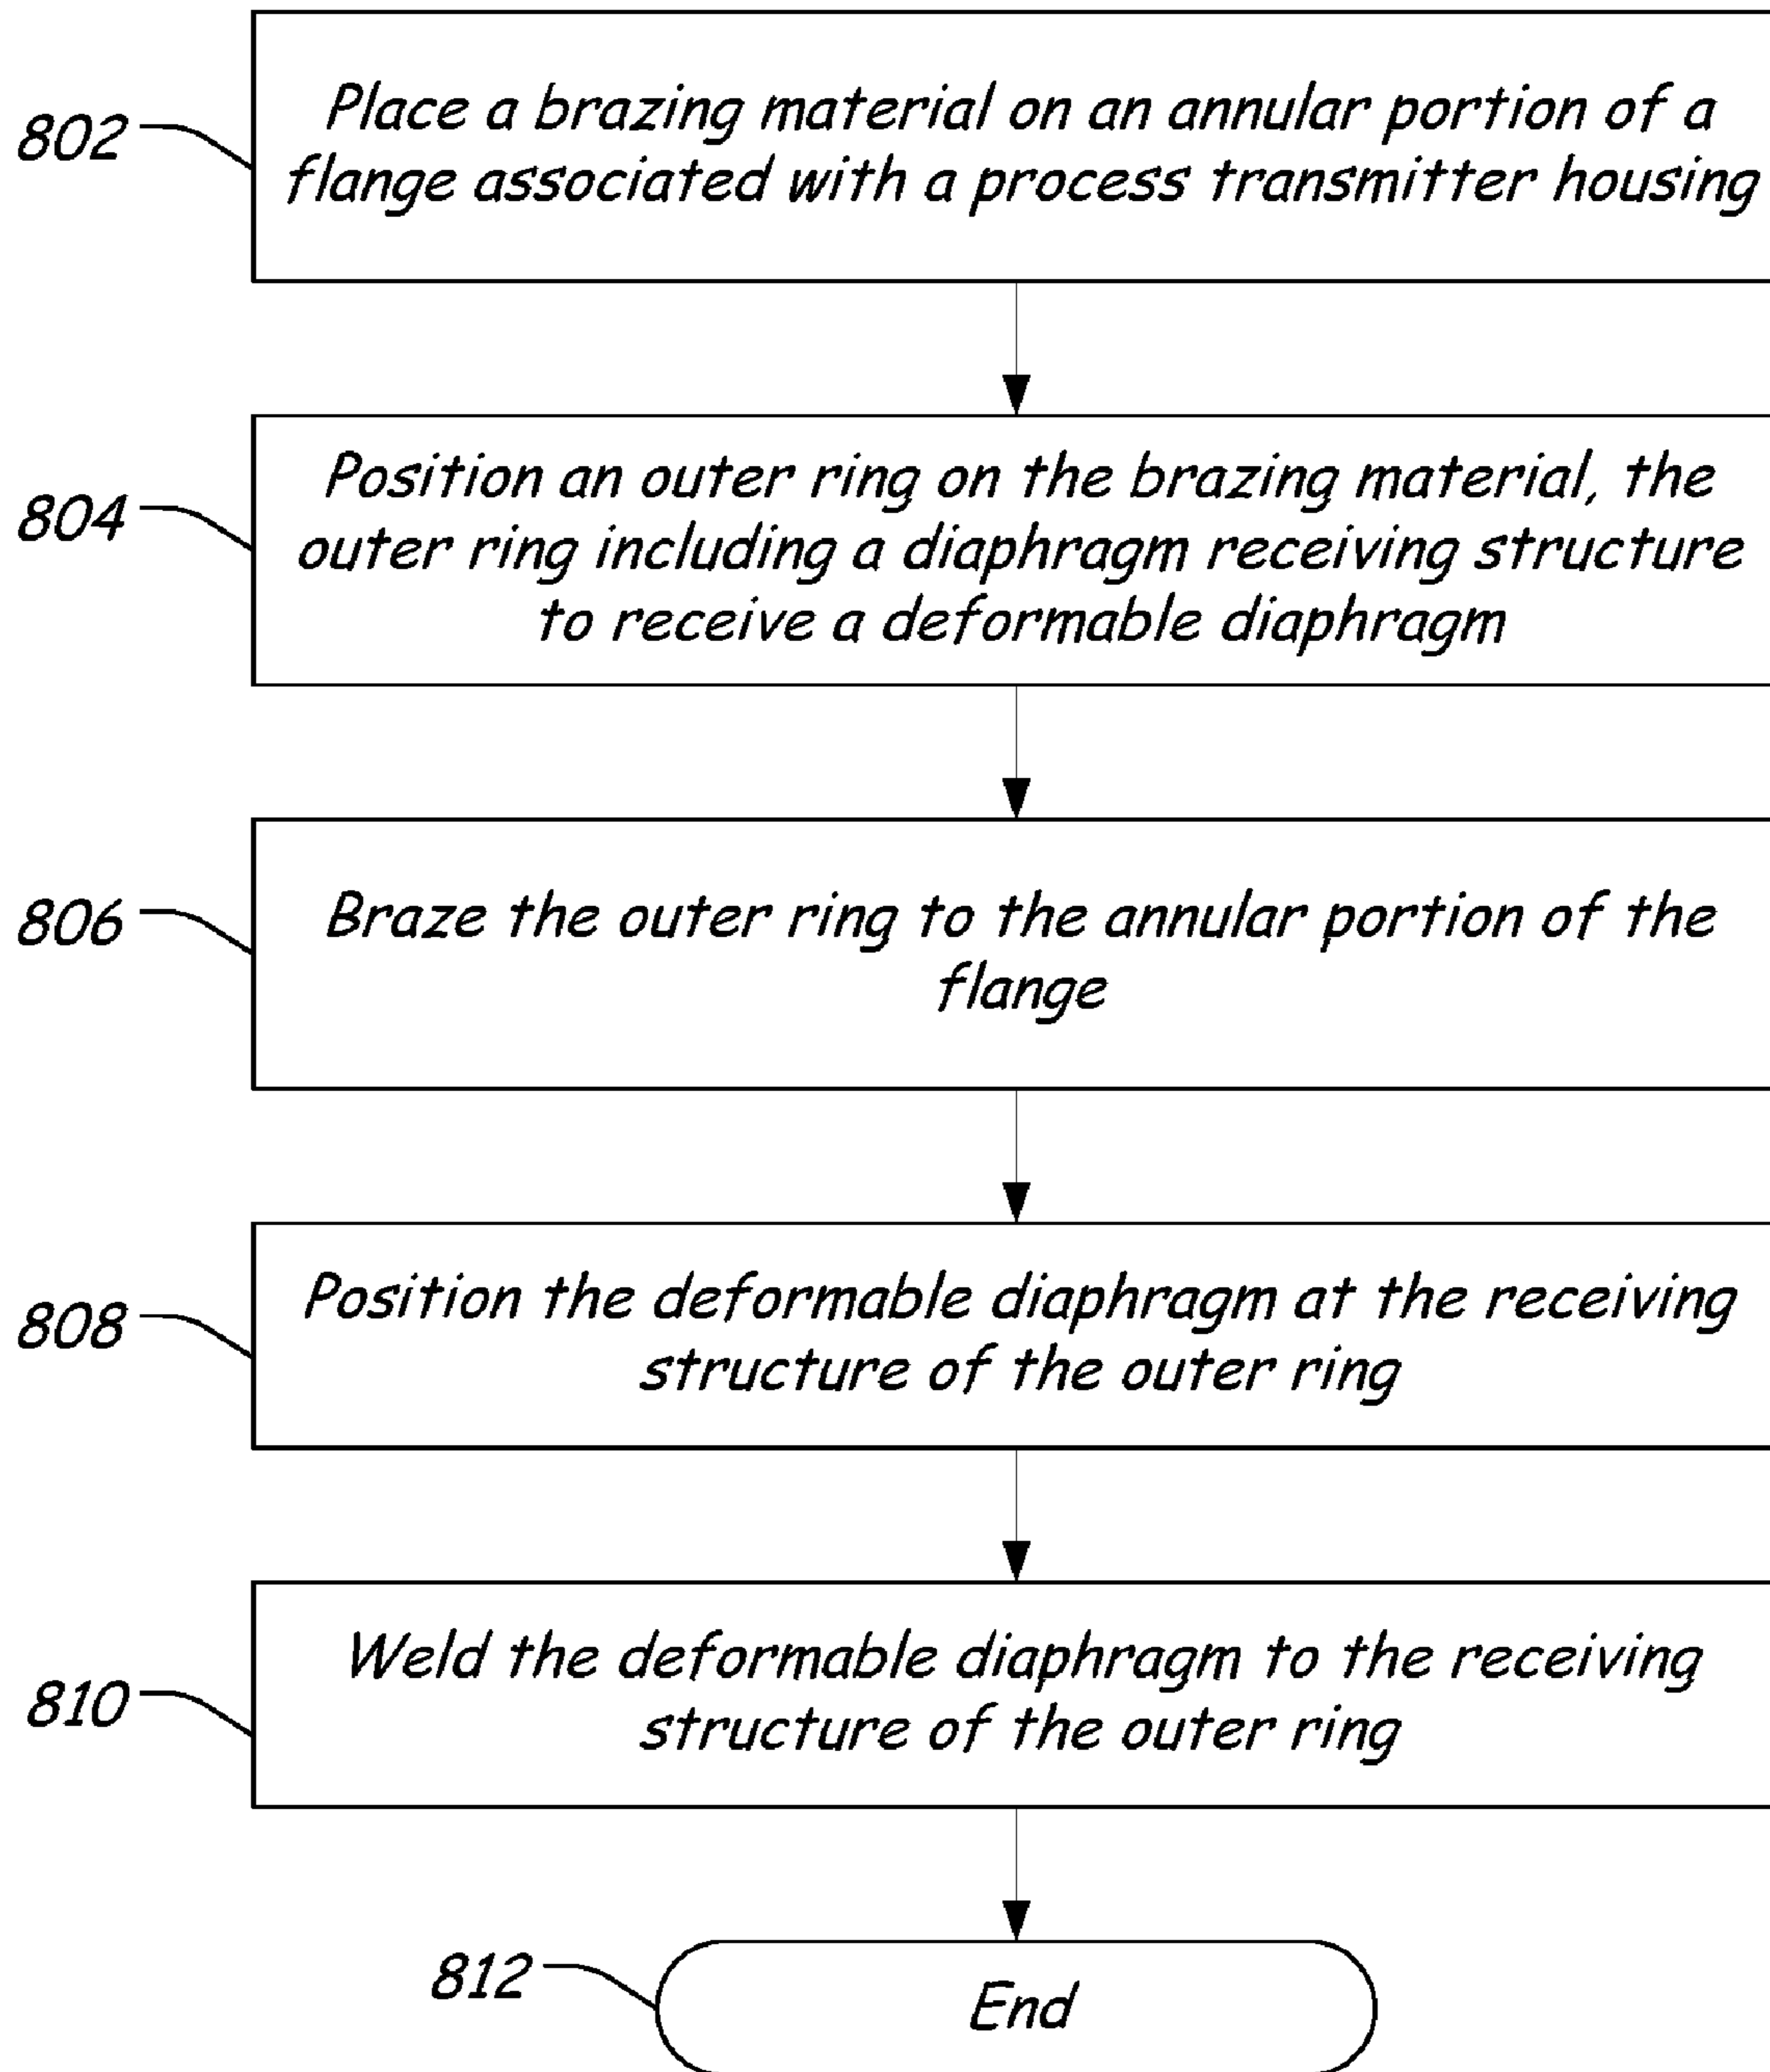 802
Place a brazing material on an annular portion of a
flange associated with a process transmitter housing
804
Position an outer ring on the brazing material, the
outer ring including a diaphragm receiving structure
to receive a deformable diaphragm
806
Braze the outer ring to the annular portion of the
flange
808
Position the deformable diaphragm at the receiving
structure of the outer ring
810
Weld the deformable diaphragm to the receiving
structure of the outer ring
812
End